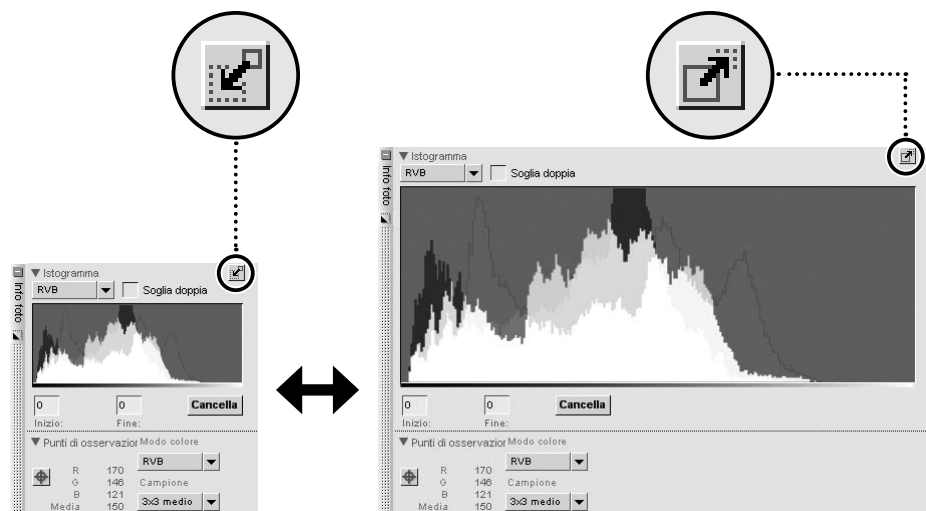 Info foto
Istogramma
RVB
Soglia doppia
0
0
Cancella
Inizio:
Fine:
Punti di osservazior
Modo colore
RVB
R 170
G 146
B 121
Media 150
Campione
3x3 medio
Info foto
Istogramma
RVB
Soglia doppia
0
0
Cancella
Inizio:
Fine:
Punti di osservazior
Modo colore
RVB
R 170
G 146
B 121
Media 150
Campione
3x3 medio